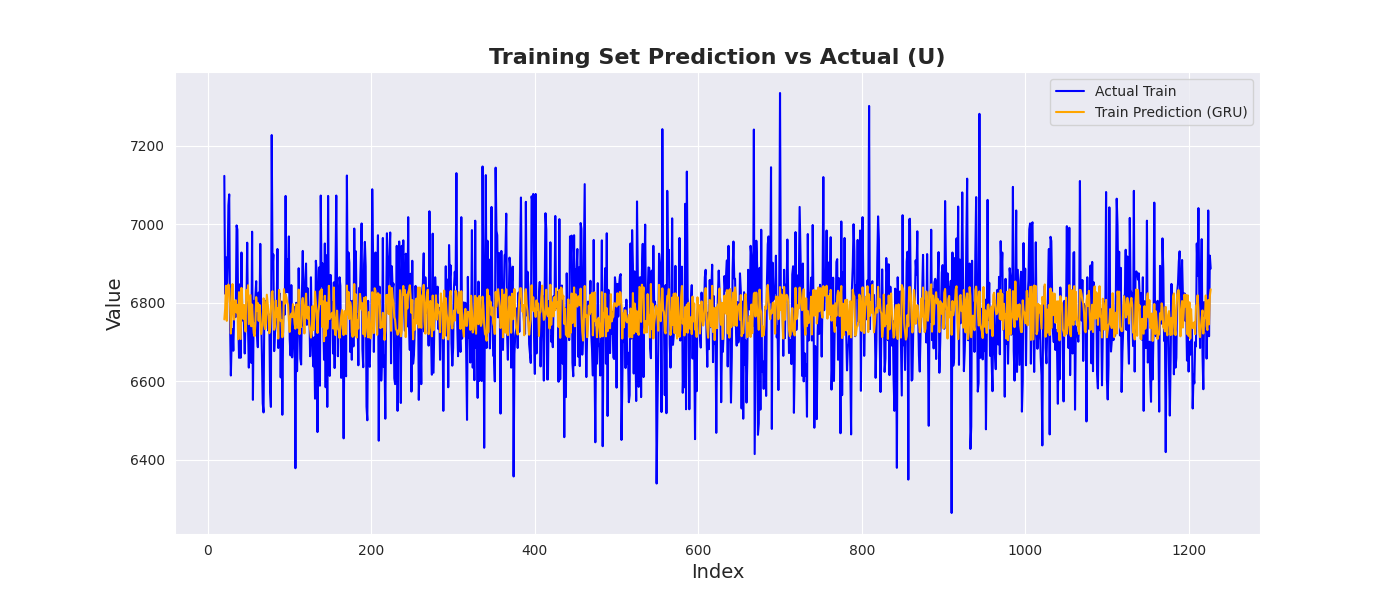 Training Set Prediction vs Actual (U)
Actual Train
Train Prediction (GRU)
Value
7200
7000
6800
6600
6400
0 200 400 600 800 1000 1200
Index